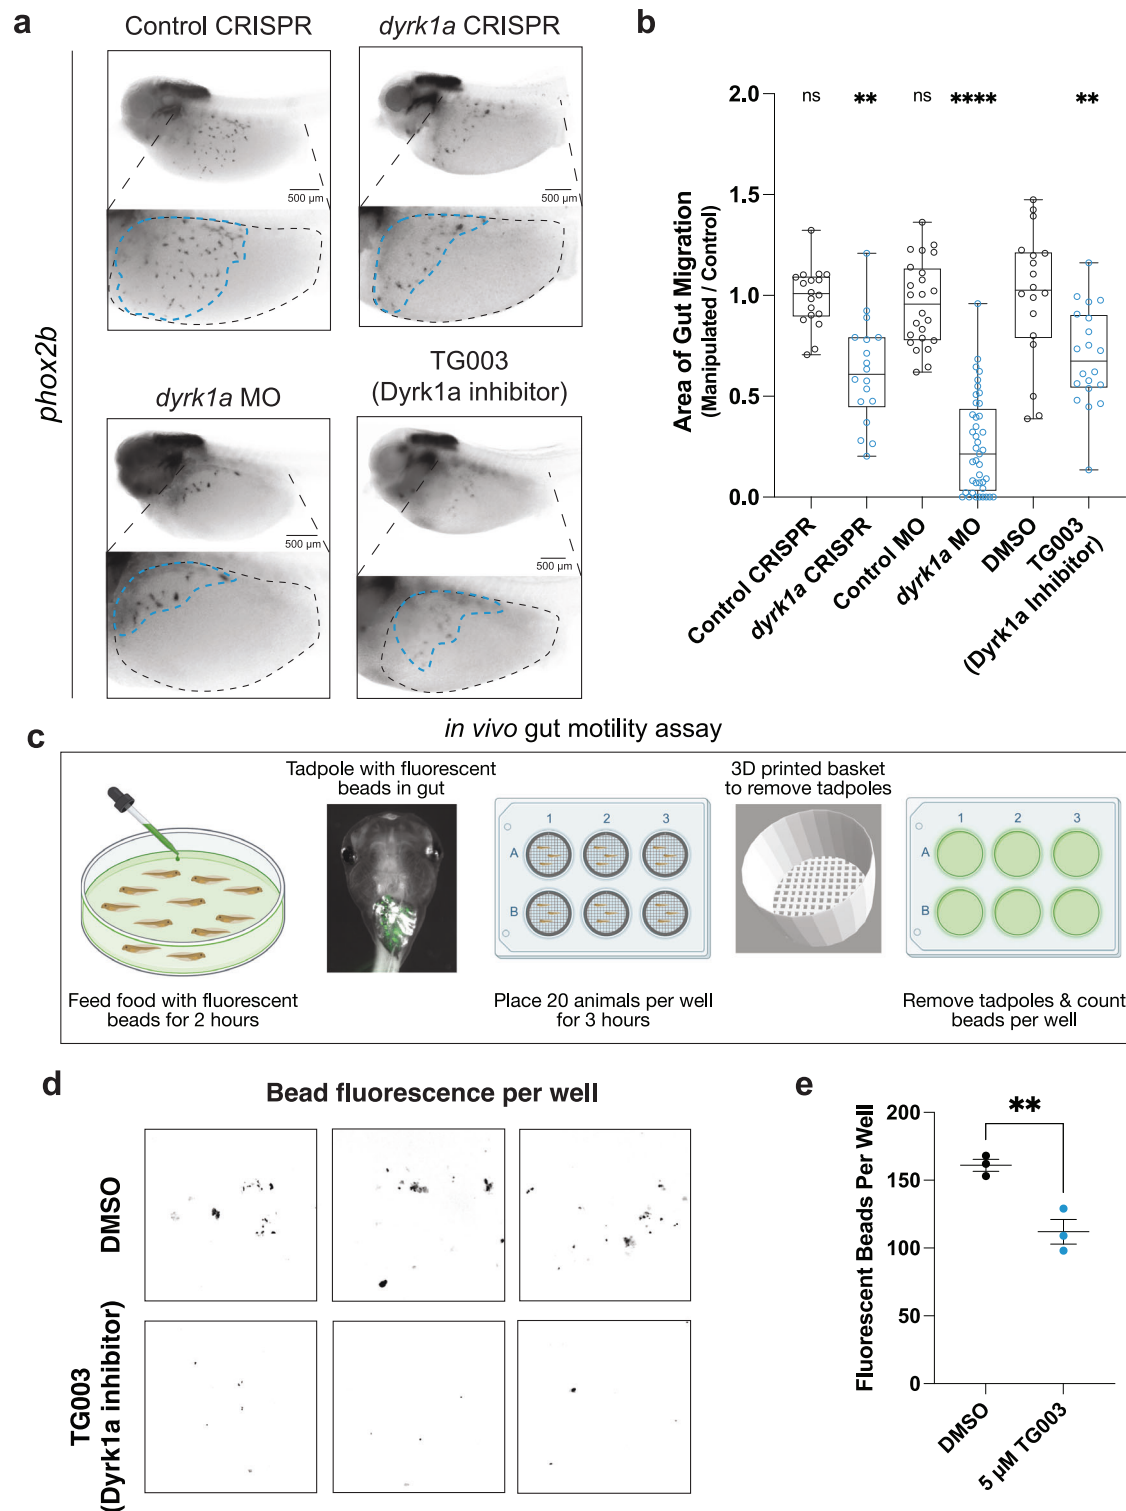 a
Control CRISPR
dyrk1a CRISPR
500 µm
500 µm
phox2b
dyrk1a MO
TG003
(Dyrk1a inhibitor)
500 µm
500 µm
b
Area of Gut Migration
(Manipulated / Control)
2.0
1.5
1.0
0.5
0.0
ns
**
ns
****
**
Control CRISPR
dyrk1a CRISPR
Control MO
dyrk1a MO
DMSO
TG003
(Dyrk1a Inhibitor)
c
in vivo gut motility assay
Tadpole with fluorescent
beads in gut
3D printed basket
to remove tadpoles
1 2 3
A
B
1 2 3
A
B
Feed food with fluorescent
beads for 2 hours
Place 20 animals per well
for 3 hours
Remove tadpoles & count
beads per well
d
Bead fluorescence per well
DMSO
TG003
(Dyrk1a inhibitor)
e
Fluorescent Beads Per Well
200
150
100
50
0
**
DMSO
5 µM TG003